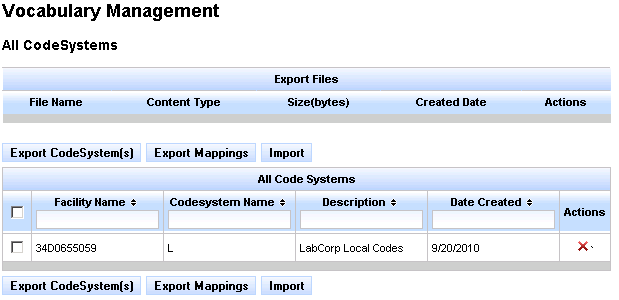 Vocabulary Management
All CodeSystems
Export Files
File Name Content Type Size(bytes) Created Date Actions
Export CodeSystem(s) Export Mappings Import
All Code Systems
Facility Name Codesystem Name Description Date Created Actions
34D0655059 L LabCorp Local Codes 9/20/2010
Export CodeSystem(s) Export Mappings Import